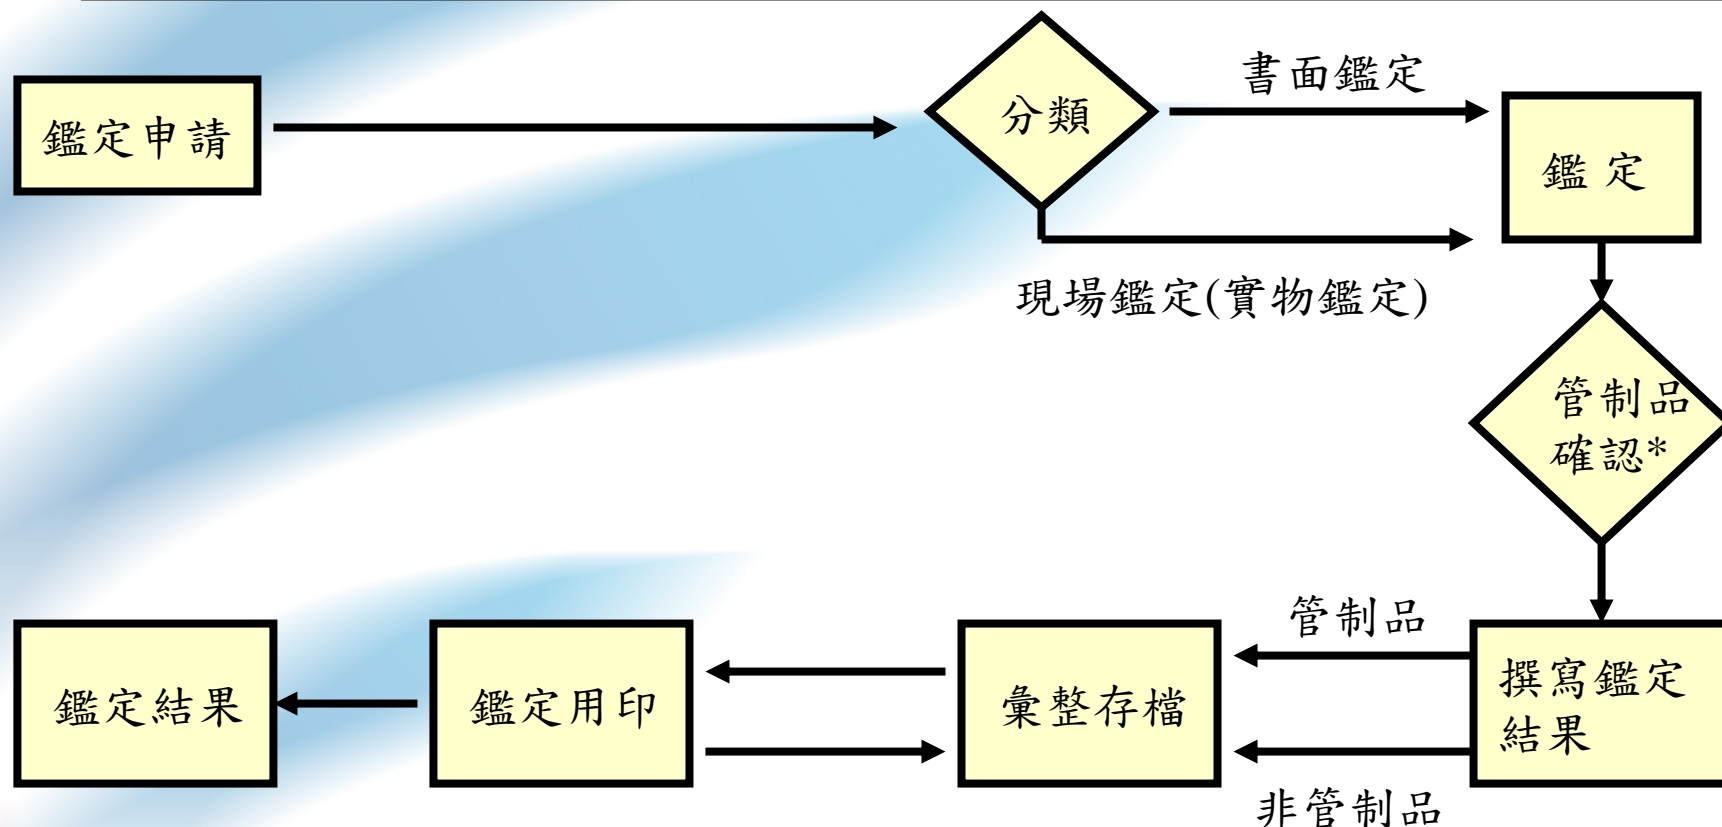 鑑定申請
分類
書面鑑定
鑑 定
現場鑑定(實物鑑定)
管制品
確認*
管制品
撰寫鑑定
結果
非管制品
彙整存檔
鑑定用印
鑑定結果